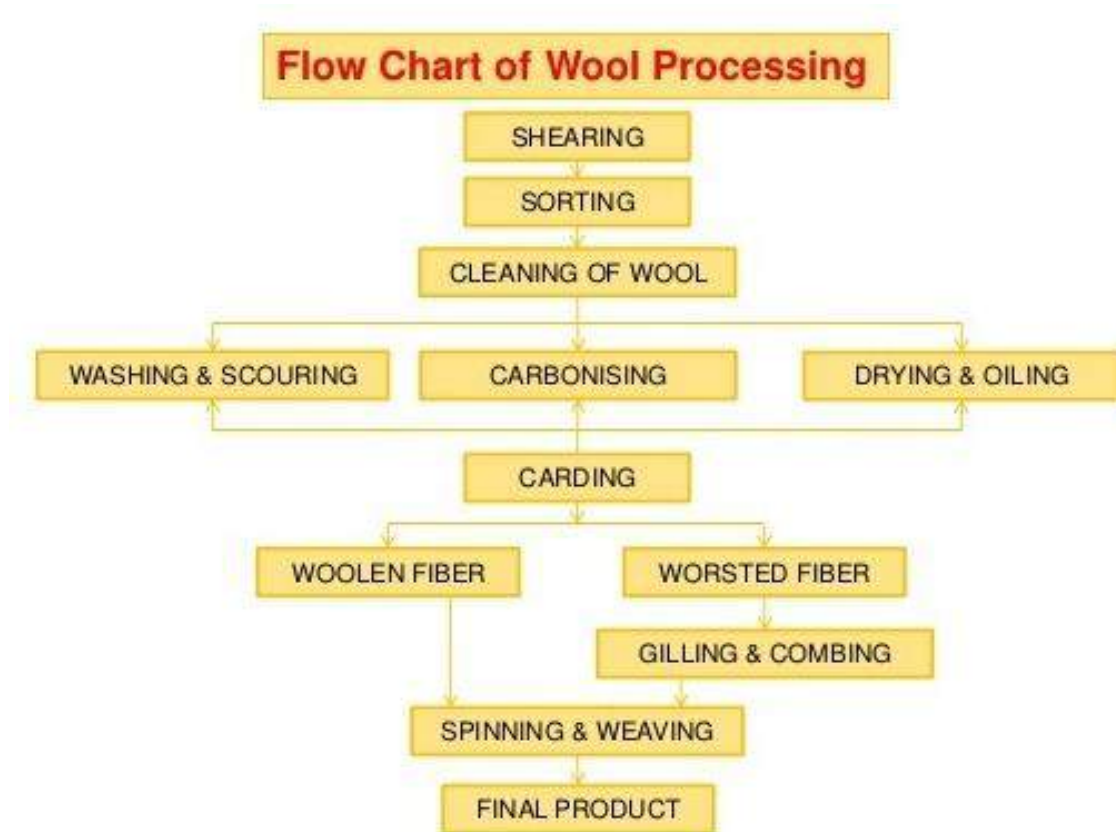 Flow Chart of Wool Processing
SHEARING
SORTING
CLEANING OF WOOL
WASHING & SCOURING
CARBONISING
DRYING & OILING
CARDING
WOOLEN FIBER
WORSTED FIBER
GILLING & COMBING
SPINNING & WEAVING
FINAL PRODUCT